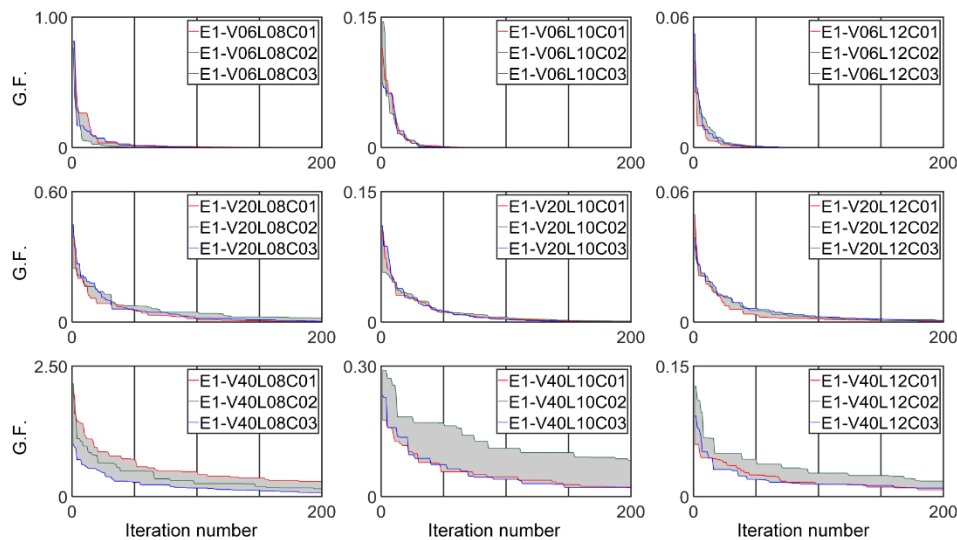 1.00
E1-V06L08C01
E1-V06L08C02
E1-V06L08C03
G.F.
0
0
200
0.15
E1-V06L10C01
E1-V06L10C02
E1-V06L10C03
0
0
200
0.06
E1-V06L12C01
E1-V06L12C02
E1-V06L12C03
0
0
200
0.60
E1-V20L08C01
E1-V20L08C02
E1-V20L08C03
G.F.
0
0
200
0.15
E1-V20L10C01
E1-V20L10C02
E1-V20L10C03
0
0
200
0.06
E1-V20L12C01
E1-V20L12C02
E1-V20L12C03
0
0
200
2.50
E1-V40L08C01
E1-V40L08C02
E1-V40L08C03
G.F.
0
0
200
Iteration number
0.30
E1-V40L10C01
E1-V40L10C02
E1-V40L10C03
0
0
200
Iteration number
0.15
E1-V40L12C01
E1-V40L12C02
E1-V40L12C03
0
0
200
Iteration number